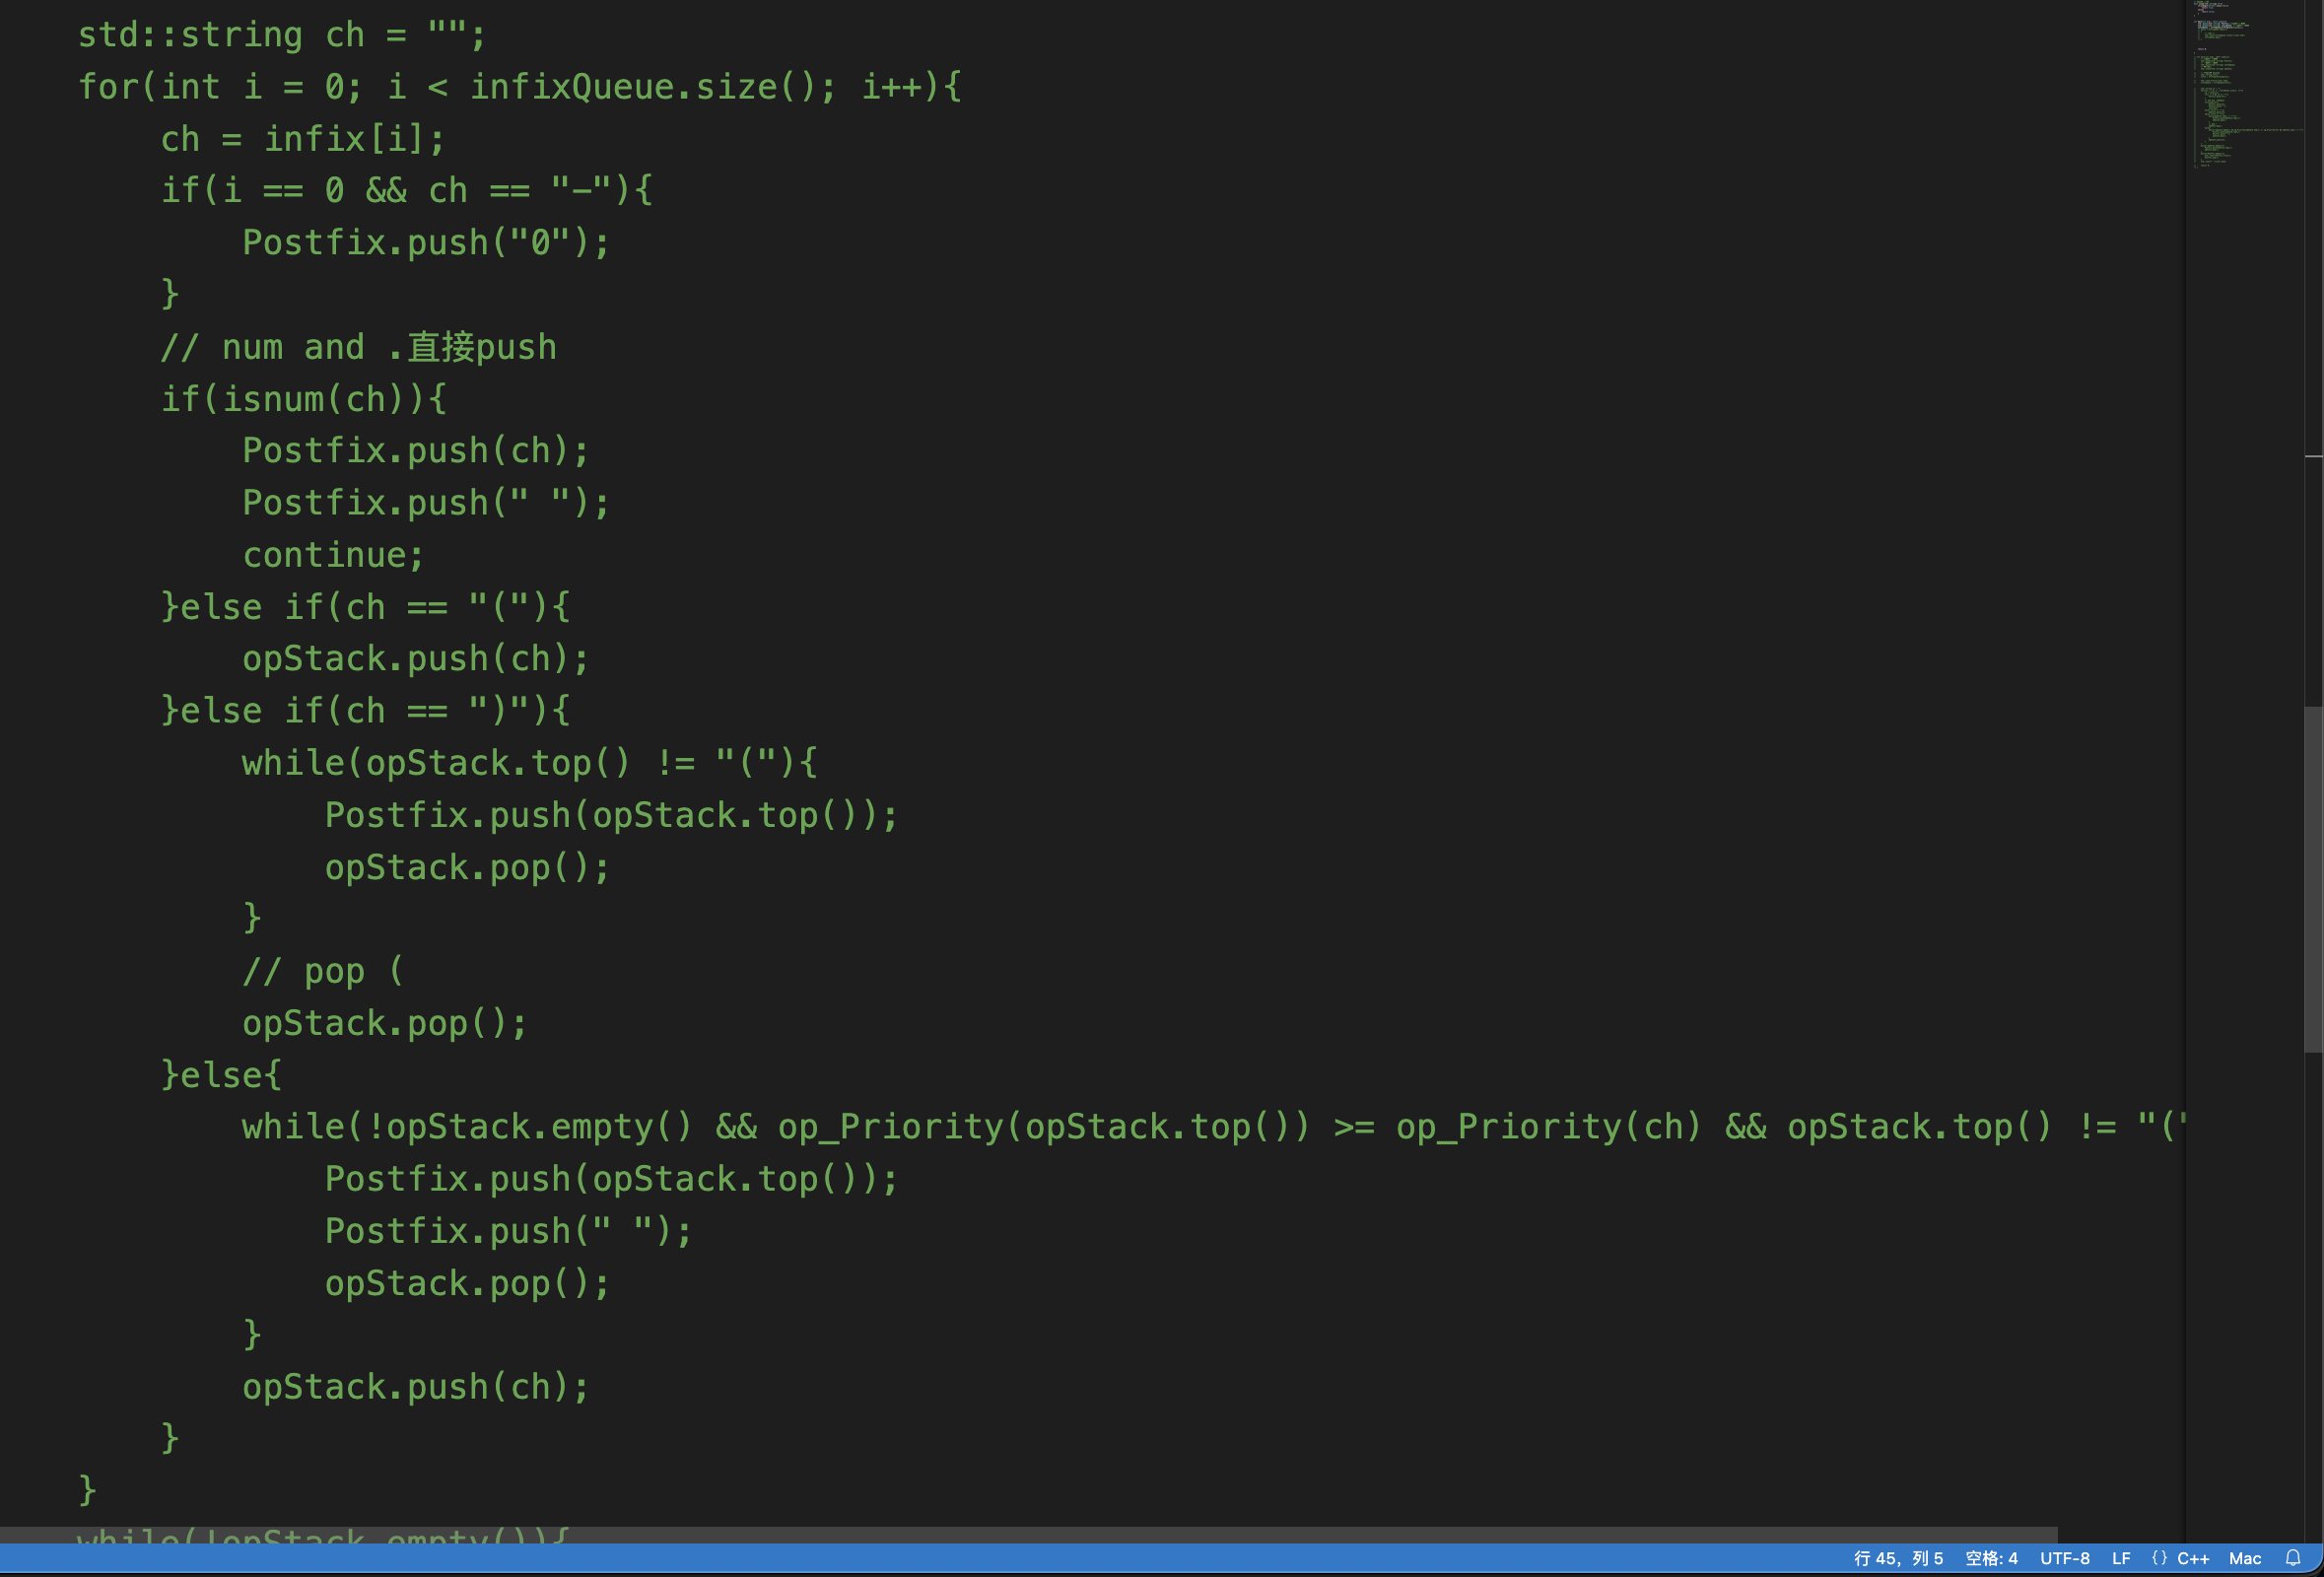 std::string ch = "";
for(int i = 0; i < infixQueue.size(); i++){
    ch = infix[i];
    if(i == 0 && ch == "-"){
        Postfix.push("0");
    }
    // num and .直接push
    if(isnum(ch)){
        Postfix.push(ch);
        Postfix.push(" ");
        continue;
    }else if(ch == "("){
        opStack.push(ch);
    }else if(ch == ")"){
        while(opStack.top() != "("){
            Postfix.push(opStack.top());
            opStack.pop();
        }
        // pop (
        opStack.pop();
    }else{
        while(!opStack.empty() && op_Priority(opStack.top()) >= op_Priority(ch) && opStack.top() != "("
            Postfix.push(opStack.top());
            Postfix.push(" ");
            opStack.pop();
        }
        opStack.push(ch);
    }
}
while(!opStack.empty()){
行 45, 列 5 空格: 4 UTF-8 LF {} C++ Mac